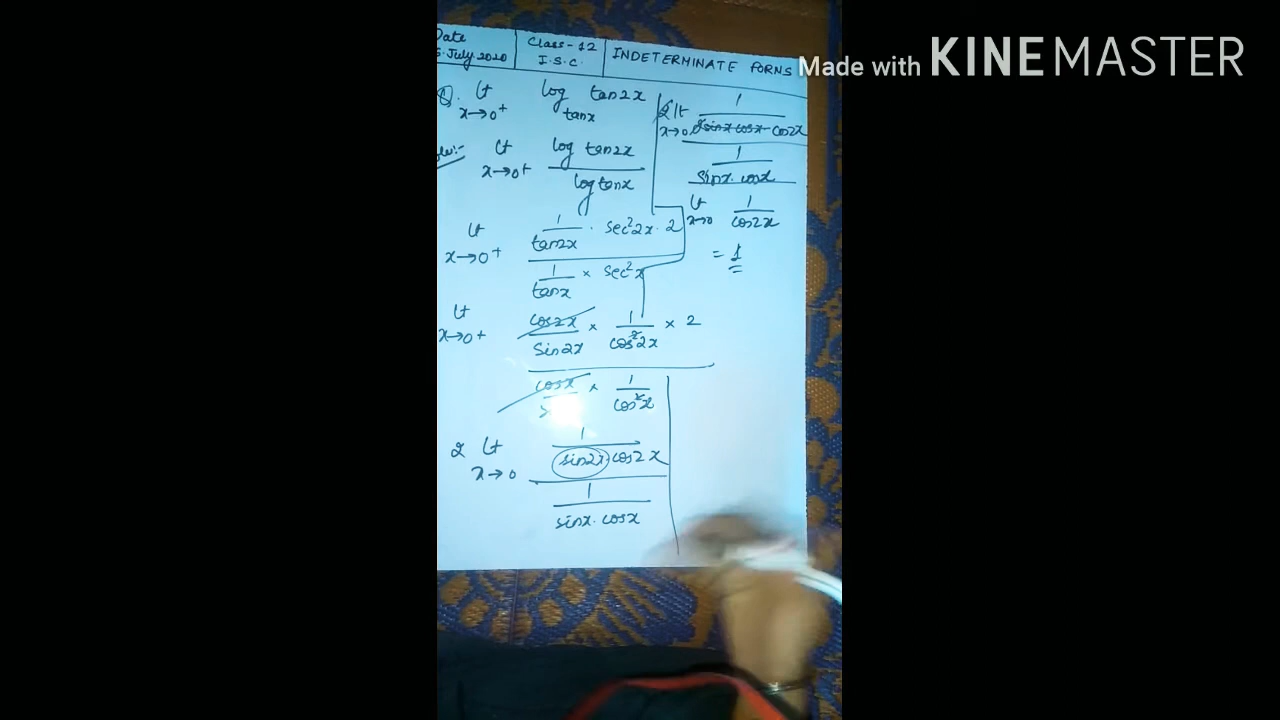 Made with KINEMASTER
Date
5. July 2020
Class - 12
I.S.C.
INDETERMINATE FORMS
Q. Lt x→0+ log tanx tan2x
Soln:- Lt x→0+ log tan2x / log tanx
Lt x→0+ 1/tan2x · sec²2x · 2 / 1/tanx × sec²x
Lt x→0+ cos2x/sin2x × 1/cos²2x × 2 / cosx/ × 1/cos²x
2 Lt x→0 1/sin2x·cos2x / 1/sinx·cosx
2 Lt x→0 1/2sinx cosx·cos2x / 1/sinx·cosx
Lt x→0 1/cos2x
= 1